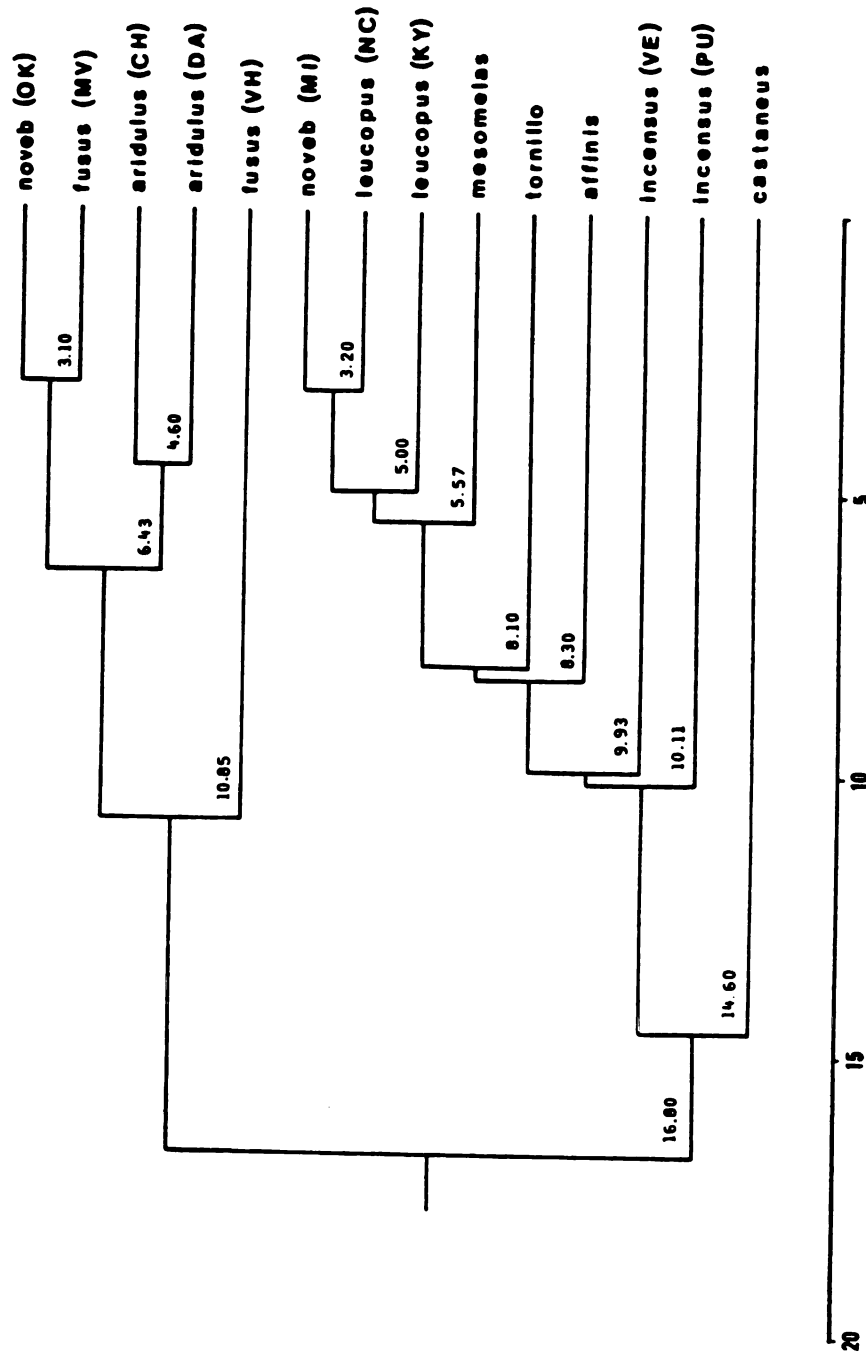 noveb (OK)
fusus (MV)
aridulus (CH)
aridulus (DA)
fusus (VH)
noveb (MI)
leucopus (NC)
leucopus (KY)
mesomelas
tornillo
affinis
incensus (VE)
incensus (PU)
castaneus
3.10
4.60
6.43
10.85
3.20
5.00
5.57
8.10
8.30
9.93
10.11
14.60
16.80
5
10
15
20